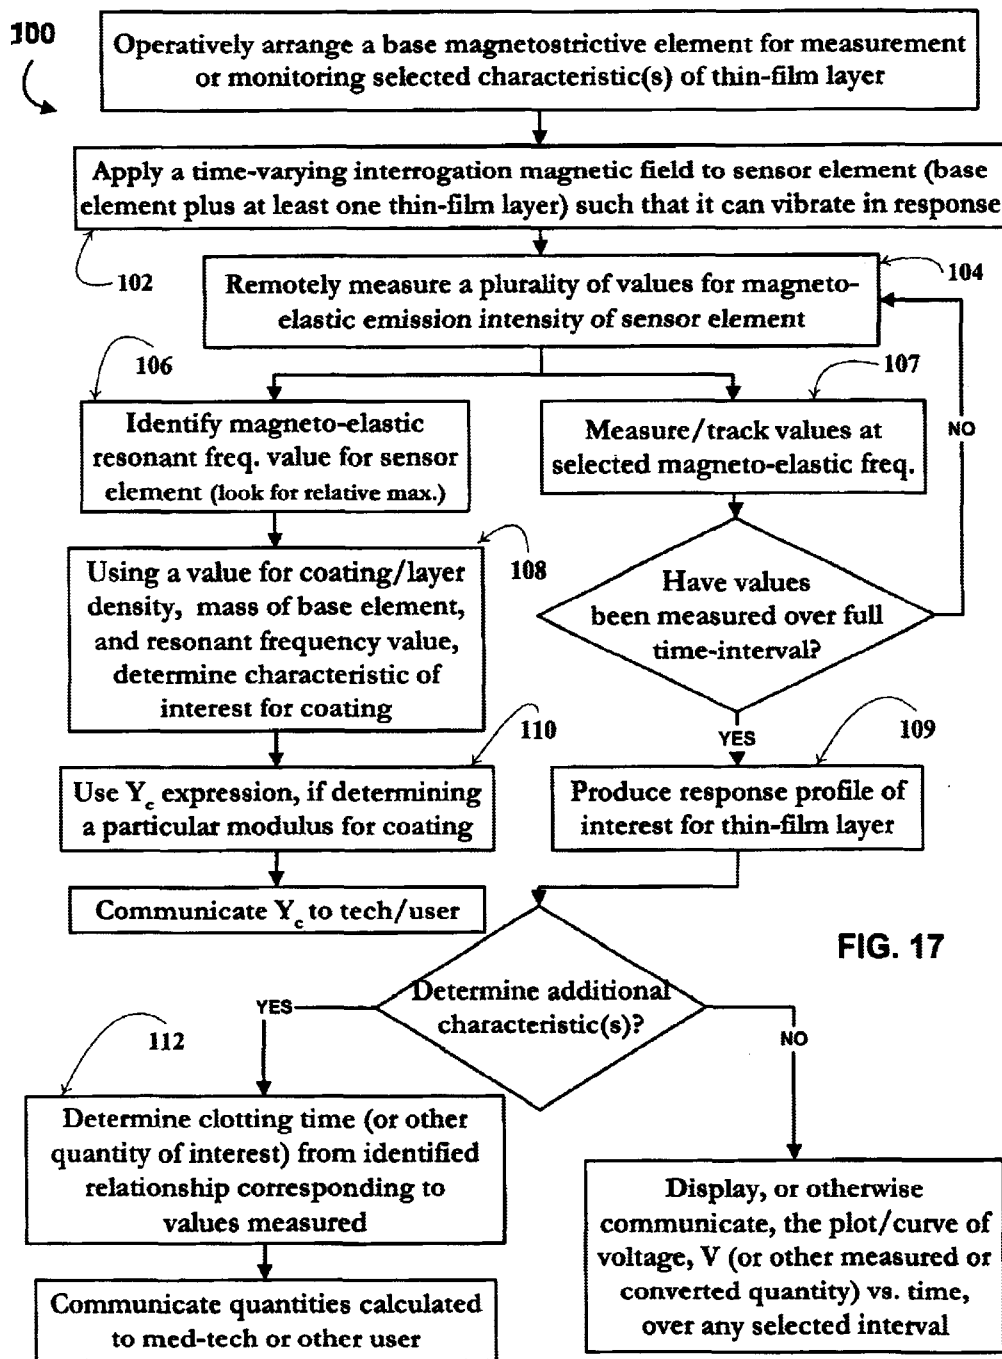 100
Operatively arrange a base magnetostrictive element for measurement
or monitoring selected characteristic(s) of thin-film layer
Apply a time-varying interrogation magnetic field to sensor element (base
element plus at least one thin-film layer) such that it can vibrate in response
102
104
Remotely measure a plurality of values for magneto-
elastic emission intensity of sensor element
106
107
Identify magneto-elastic
resonant freq. value for sensor
element (look for relative max.)
Measure/track values at
selected magneto-elastic freq.
NO
108
Using a value for coating/layer
density, mass of base element,
and resonant frequency value,
determine characteristic of
interest for coating
Have values
been measured over full
time-interval?
110
YES
109
Use Yc expression, if determining
a particular modulus for coating
Produce response profile of
interest for thin-film layer
Communicate Yc to tech/user
FIG. 17
Determine additional
characteristic(s)?
YES
NO
112
Determine clotting time (or other
quantity of interest) from identified
relationship corresponding to
values measured
Display, or otherwise
communicate, the plot/curve of
voltage, V (or other measured or
converted quantity) vs. time,
over any selected interval
Communicate quantities calculated
to med-tech or other user